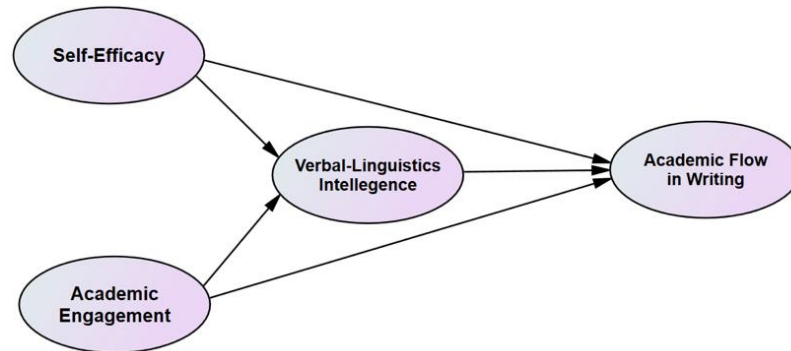 Self-Efficacy
Verbal-Linguistics
Intellegence
Academic Flow
in Writing
Academic
Engagement